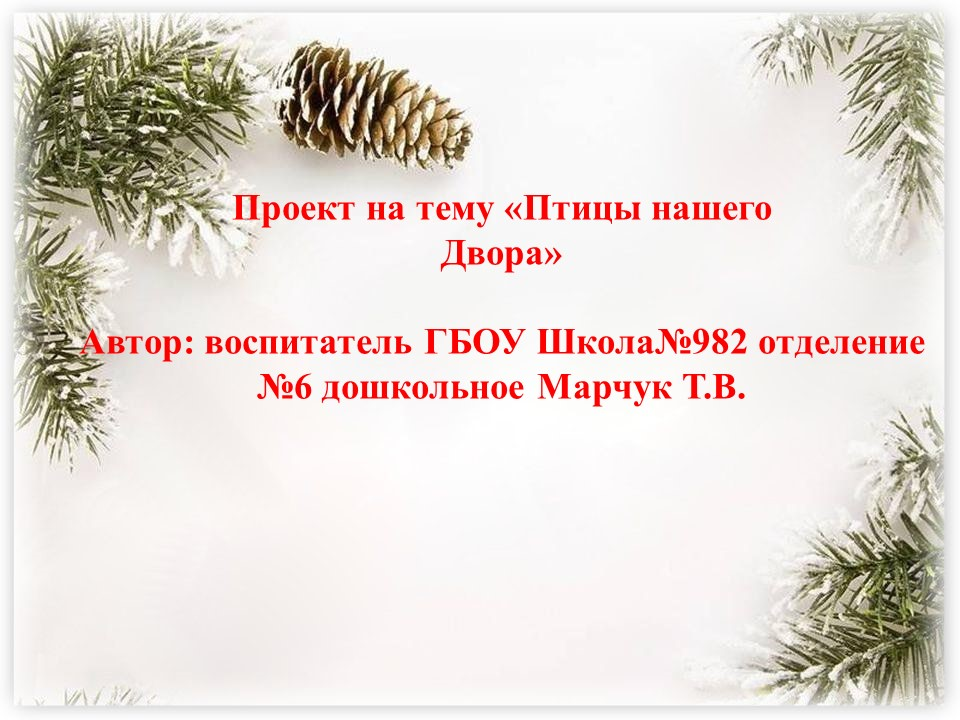 Проект на тему «Птицы нашего
Двора»
Автор: воспитатель ГБОУ Школа№982 отделение
№6 дошкольное Марчук Т.В.